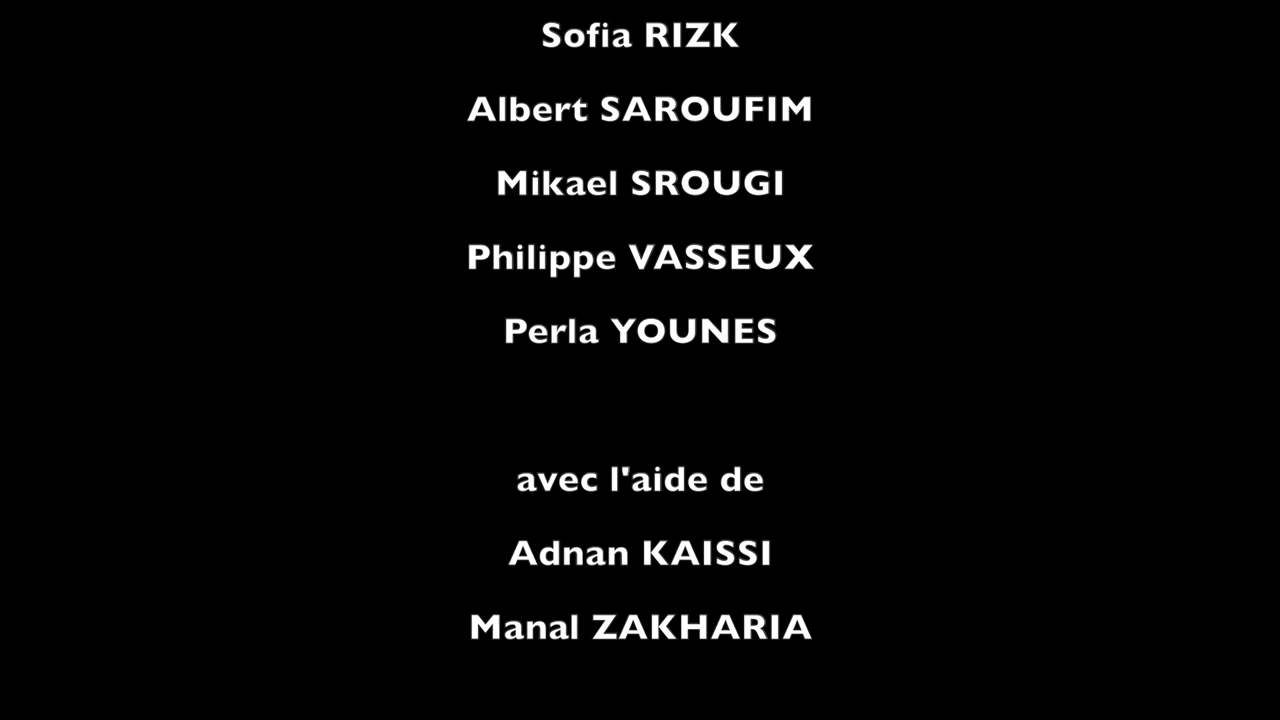 Sofia RIZK
Albert SAROUFIM
Mikael SROUGI
Philippe VASSEUX
Perla YOUNES
avec l'aide de
Adnan KAISSI
Manal ZAKHARIA